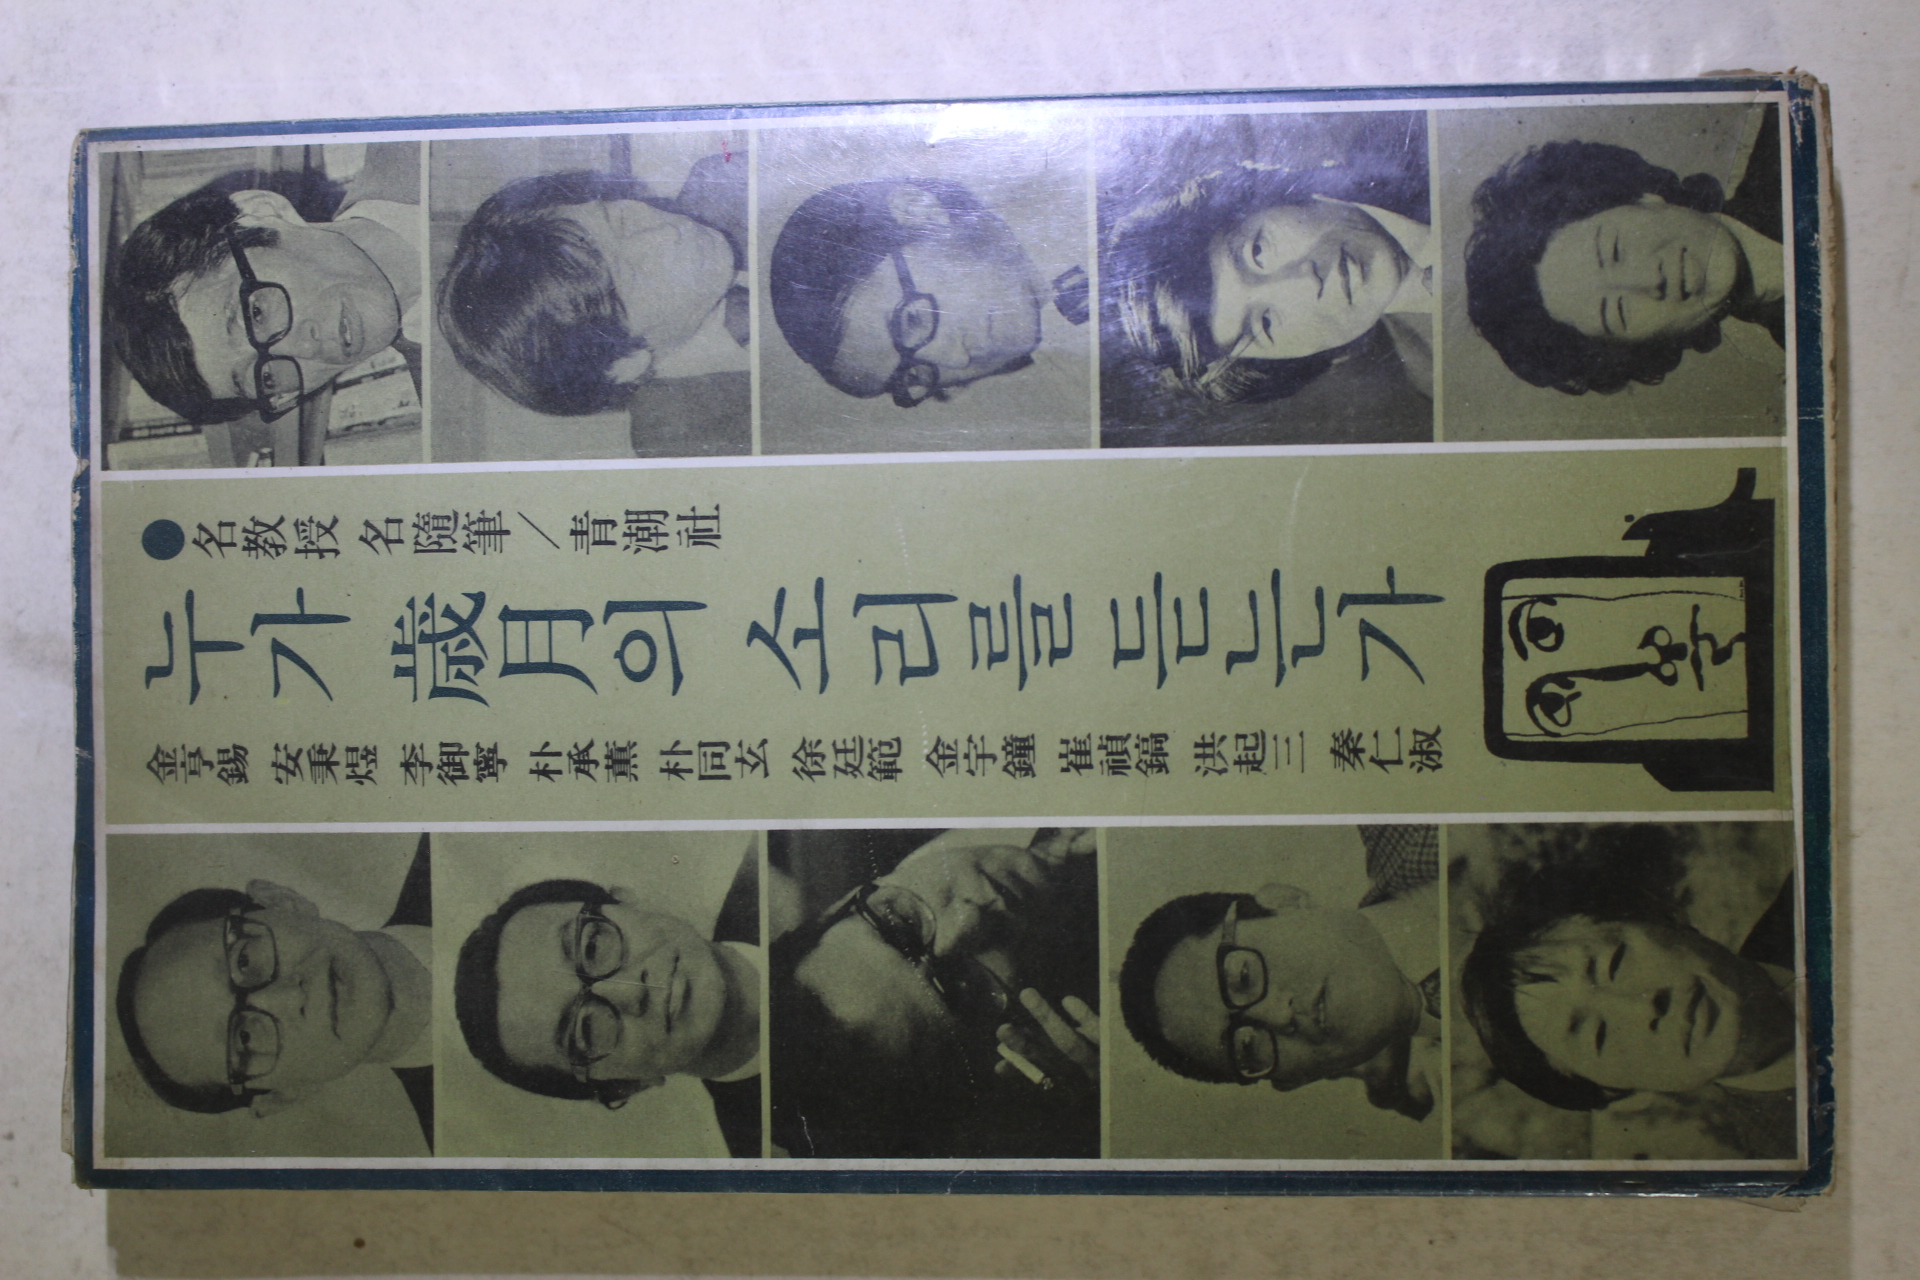 ●名教授 名隨筆／青潮社
누가 歲月의 소리를 듣는가
金亨錫 安秉煜 李御寧 朴承薰 朴同玄 徐廷範 金宇鐘 崔禎鎬 洪起三 秦仁淑